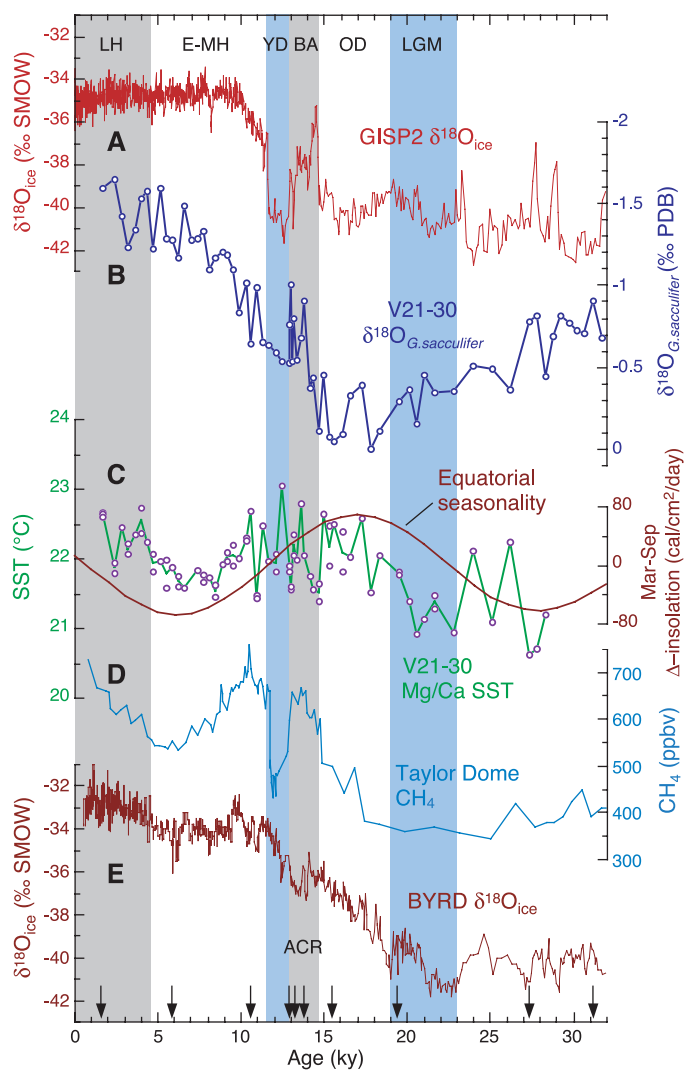 LH E-MH YD BA OD LGM
-32
-34
-36
-38
-40
-42
δ18Oice (‰ SMOW)
A
GISP2 δ18Oice
-2
-1.5
-1
-0.5
0
δ18OG.sacculifer (‰ PDB)
B
V21-30
δ18OG.sacculifer
24
23
22
21
20
SST (°C)
C
Equatorial
seasonality
80
0
-80
Mar-Sep
Δ–insolation (cal/cm2/day)
V21-30
Mg/Ca SST
D
700
600
500
400
300
CH4 (ppbv)
Taylor Dome
CH4
-32
-34
-36
-38
-40
-42
δ18Oice (‰ SMOW)
E
BYRD δ18Oice
ACR
0 5 10 15 20 25 30
Age (ky)